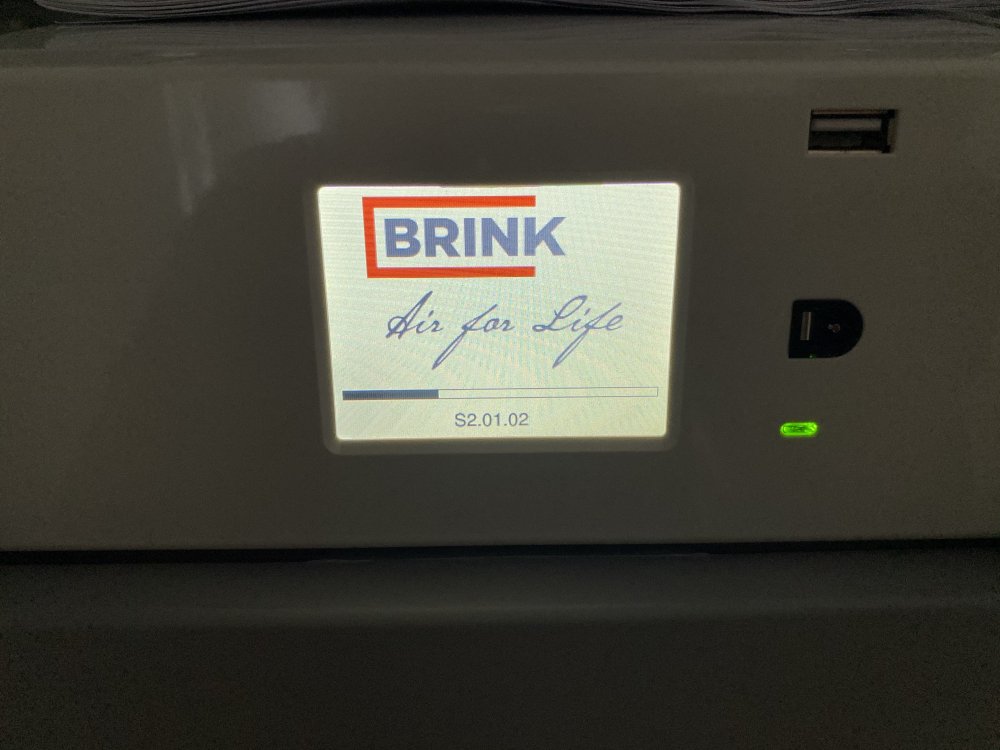 BRINK
Air for Life
S2.01.02